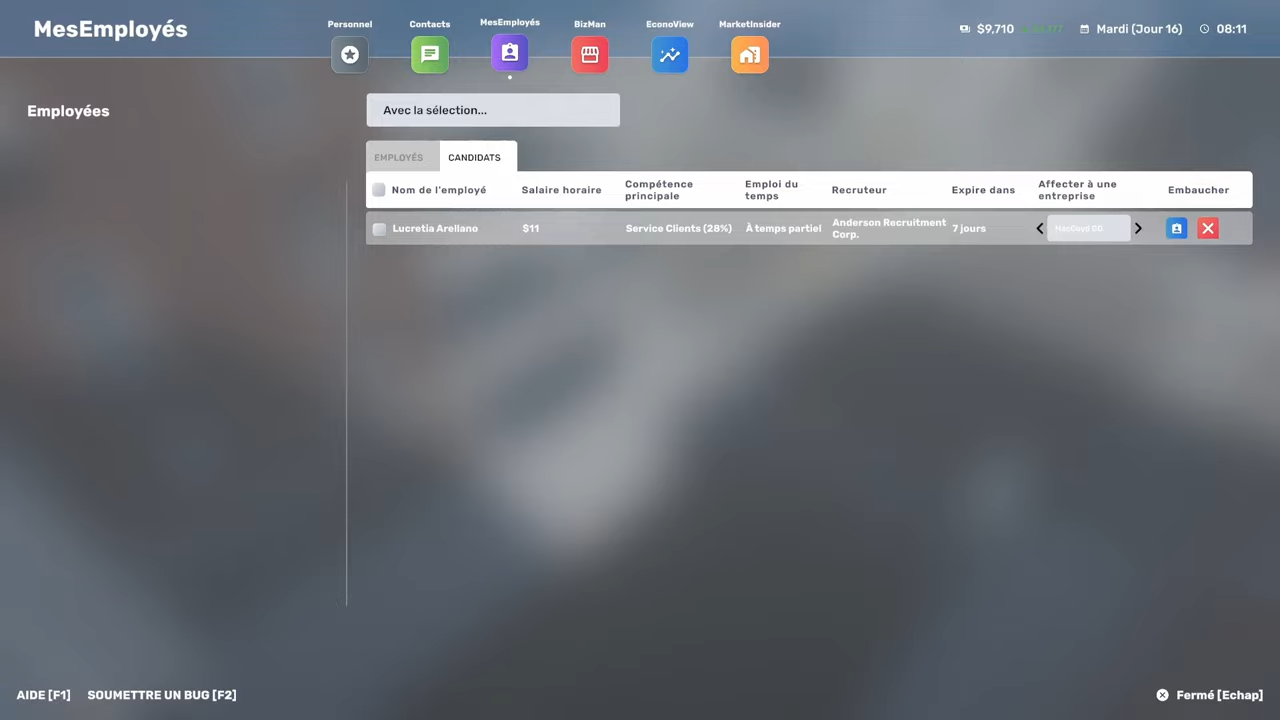 MesEmployés
Personnel
Contacts
MesEmployés
BizMan
EconoView
MarketInsider
$9,710
Mardi (Jour 16)
08:11
Employées
Avec la sélection...
EMPLOYÉS
CANDIDATS
Nom de l'employé
Salaire horaire
Compétence
principale
Emploi du
temps
Recruteur
Expire dans
Affecter à une
entreprise
Embaucher
Lucretia Arellano
$11
Service Clients (28%)
À temps partiel
Anderson Recruitment
Corp.
7 jours
AIDE [F1]
SOUMETTRE UN BUG [F2]
Fermé [Echap]